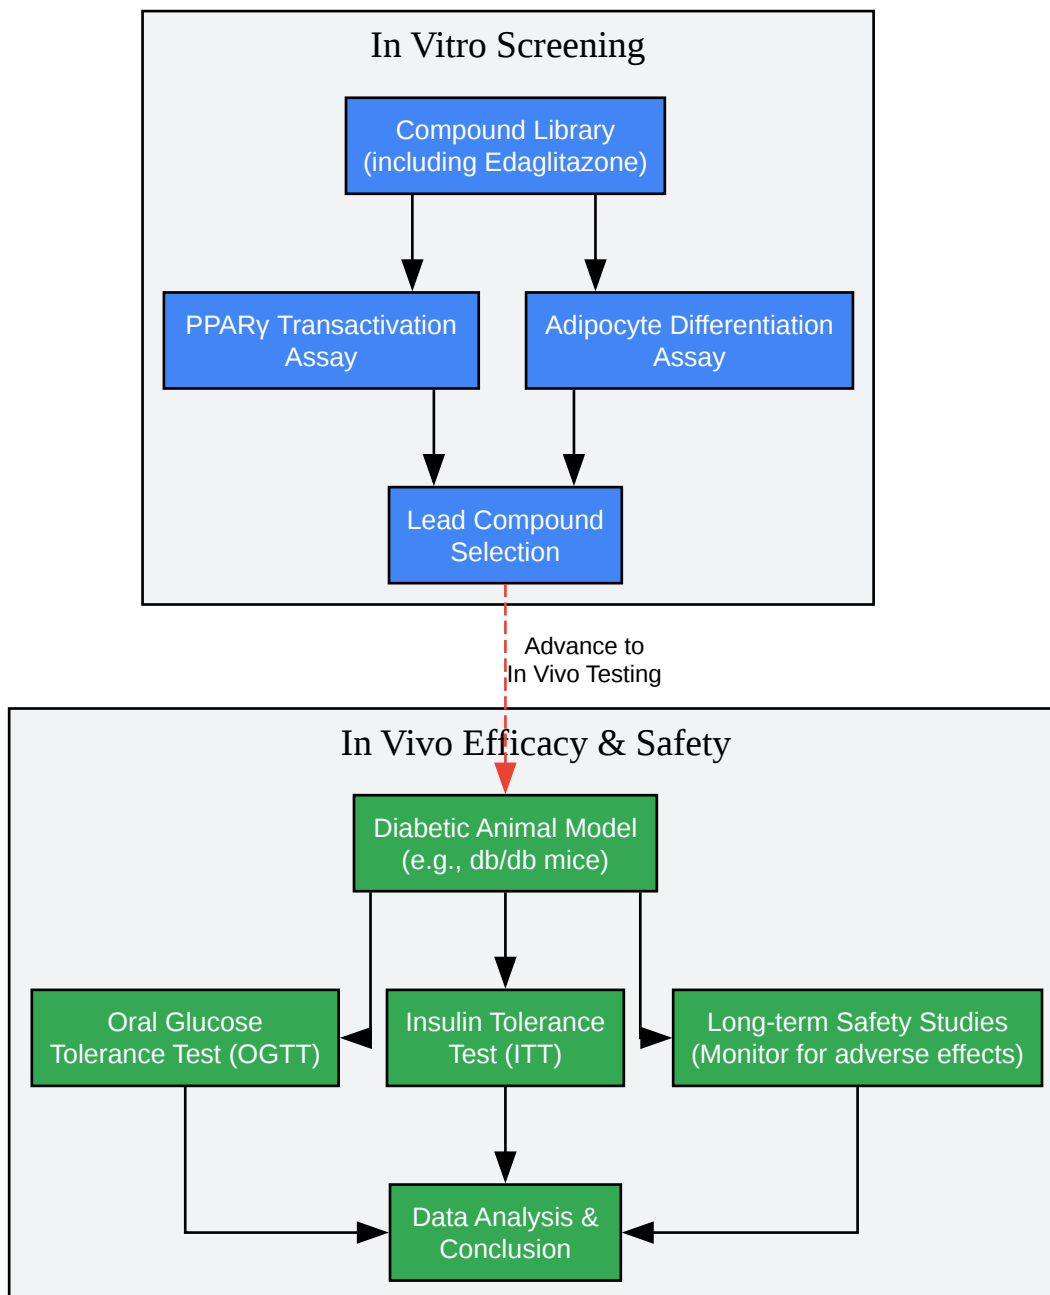 In Vitro Screening
Compound Library
(including Edaglitazone)
PPARγ Transactivation
Assay
Adipocyte Differentiation
Assay
Lead Compound
Selection
Advance to
In Vivo Testing
In Vivo Efficacy & Safety
Diabetic Animal Model
(e.g., db/db mice)
Oral Glucose
Tolerance Test (OGTT)
Insulin Tolerance
Test (ITT)
Long-term Safety Studies
(Monitor for adverse effects)
Data Analysis &
Conclusion